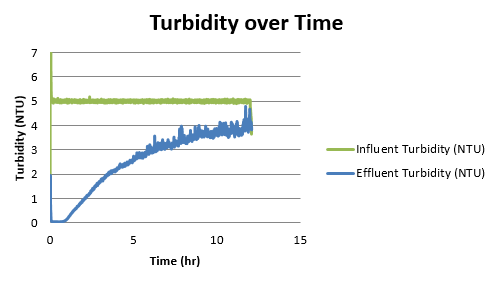 Turbidity over Time
Turbidity (NTU)
7
6
5
4
3
2
1
0
0 5 10 15
Time (hr)
Influent Turbidity (NTU)
Effluent Turbidity (NTU)